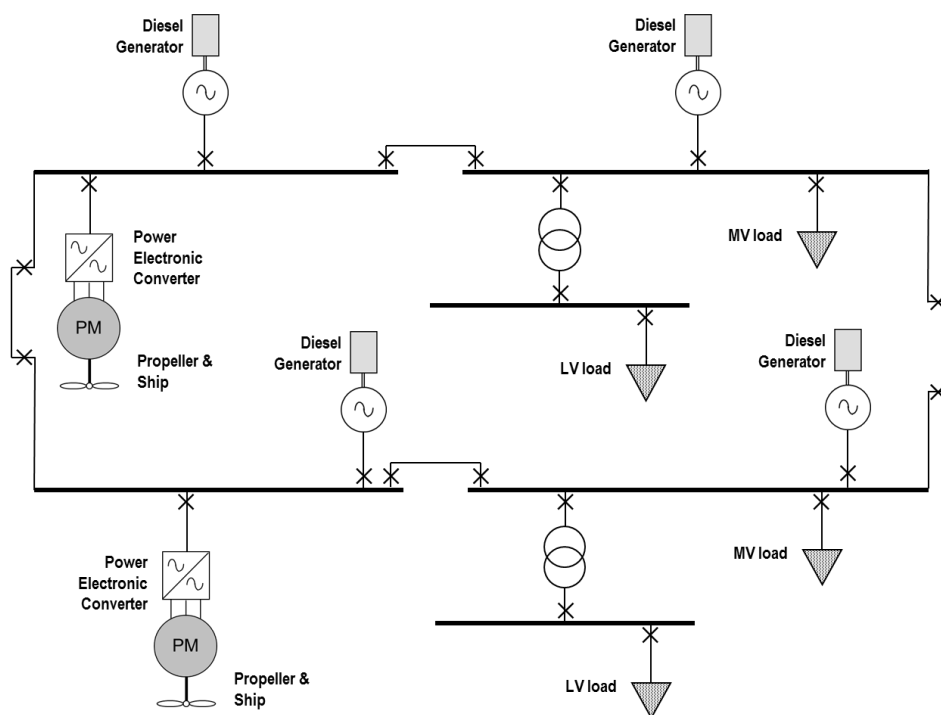 Diesel
Generator
Diesel
Generator
Power
Electronic
Converter
MV load
PM
Propeller &
Ship
Diesel
Generator
LV load
Diesel
Generator
Power
Electronic
Converter
MV load
PM
Propeller &
Ship
LV load